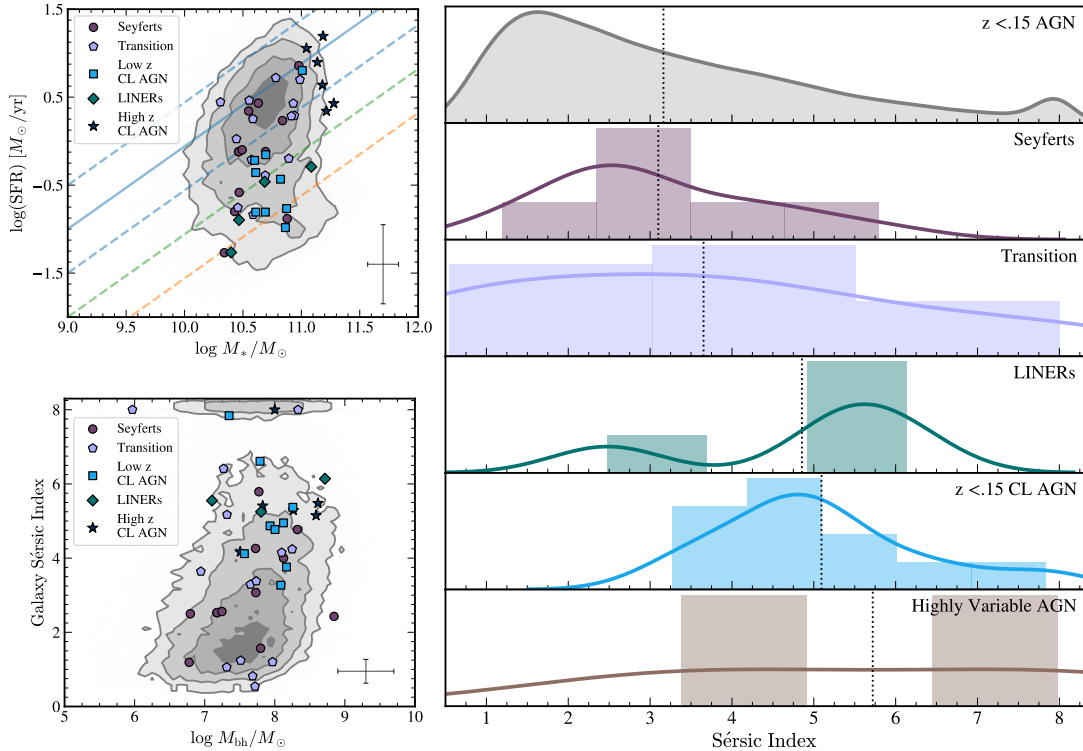 Seyferts
Transition
Low z
CL AGN
LINERs
High z
CL AGN
1.5
0.5
−0.5
−1.5
log(SFR) [M⊙/yr]
9.0 9.5 10.0 10.5 11.0 11.5 12.0
log M*/M⊙
Seyferts
Transition
Low z
CL AGN
LINERs
High z
CL AGN
8
6
4
2
0
Galaxy Sérsic Index
5 6 7 8 9 10
log Mbh/M⊙
z <.15 AGN
Seyferts
Transition
LINERs
z <.15 CL AGN
Highly Variable AGN
1 2 3 4 5 6 7 8
Sérsic Index